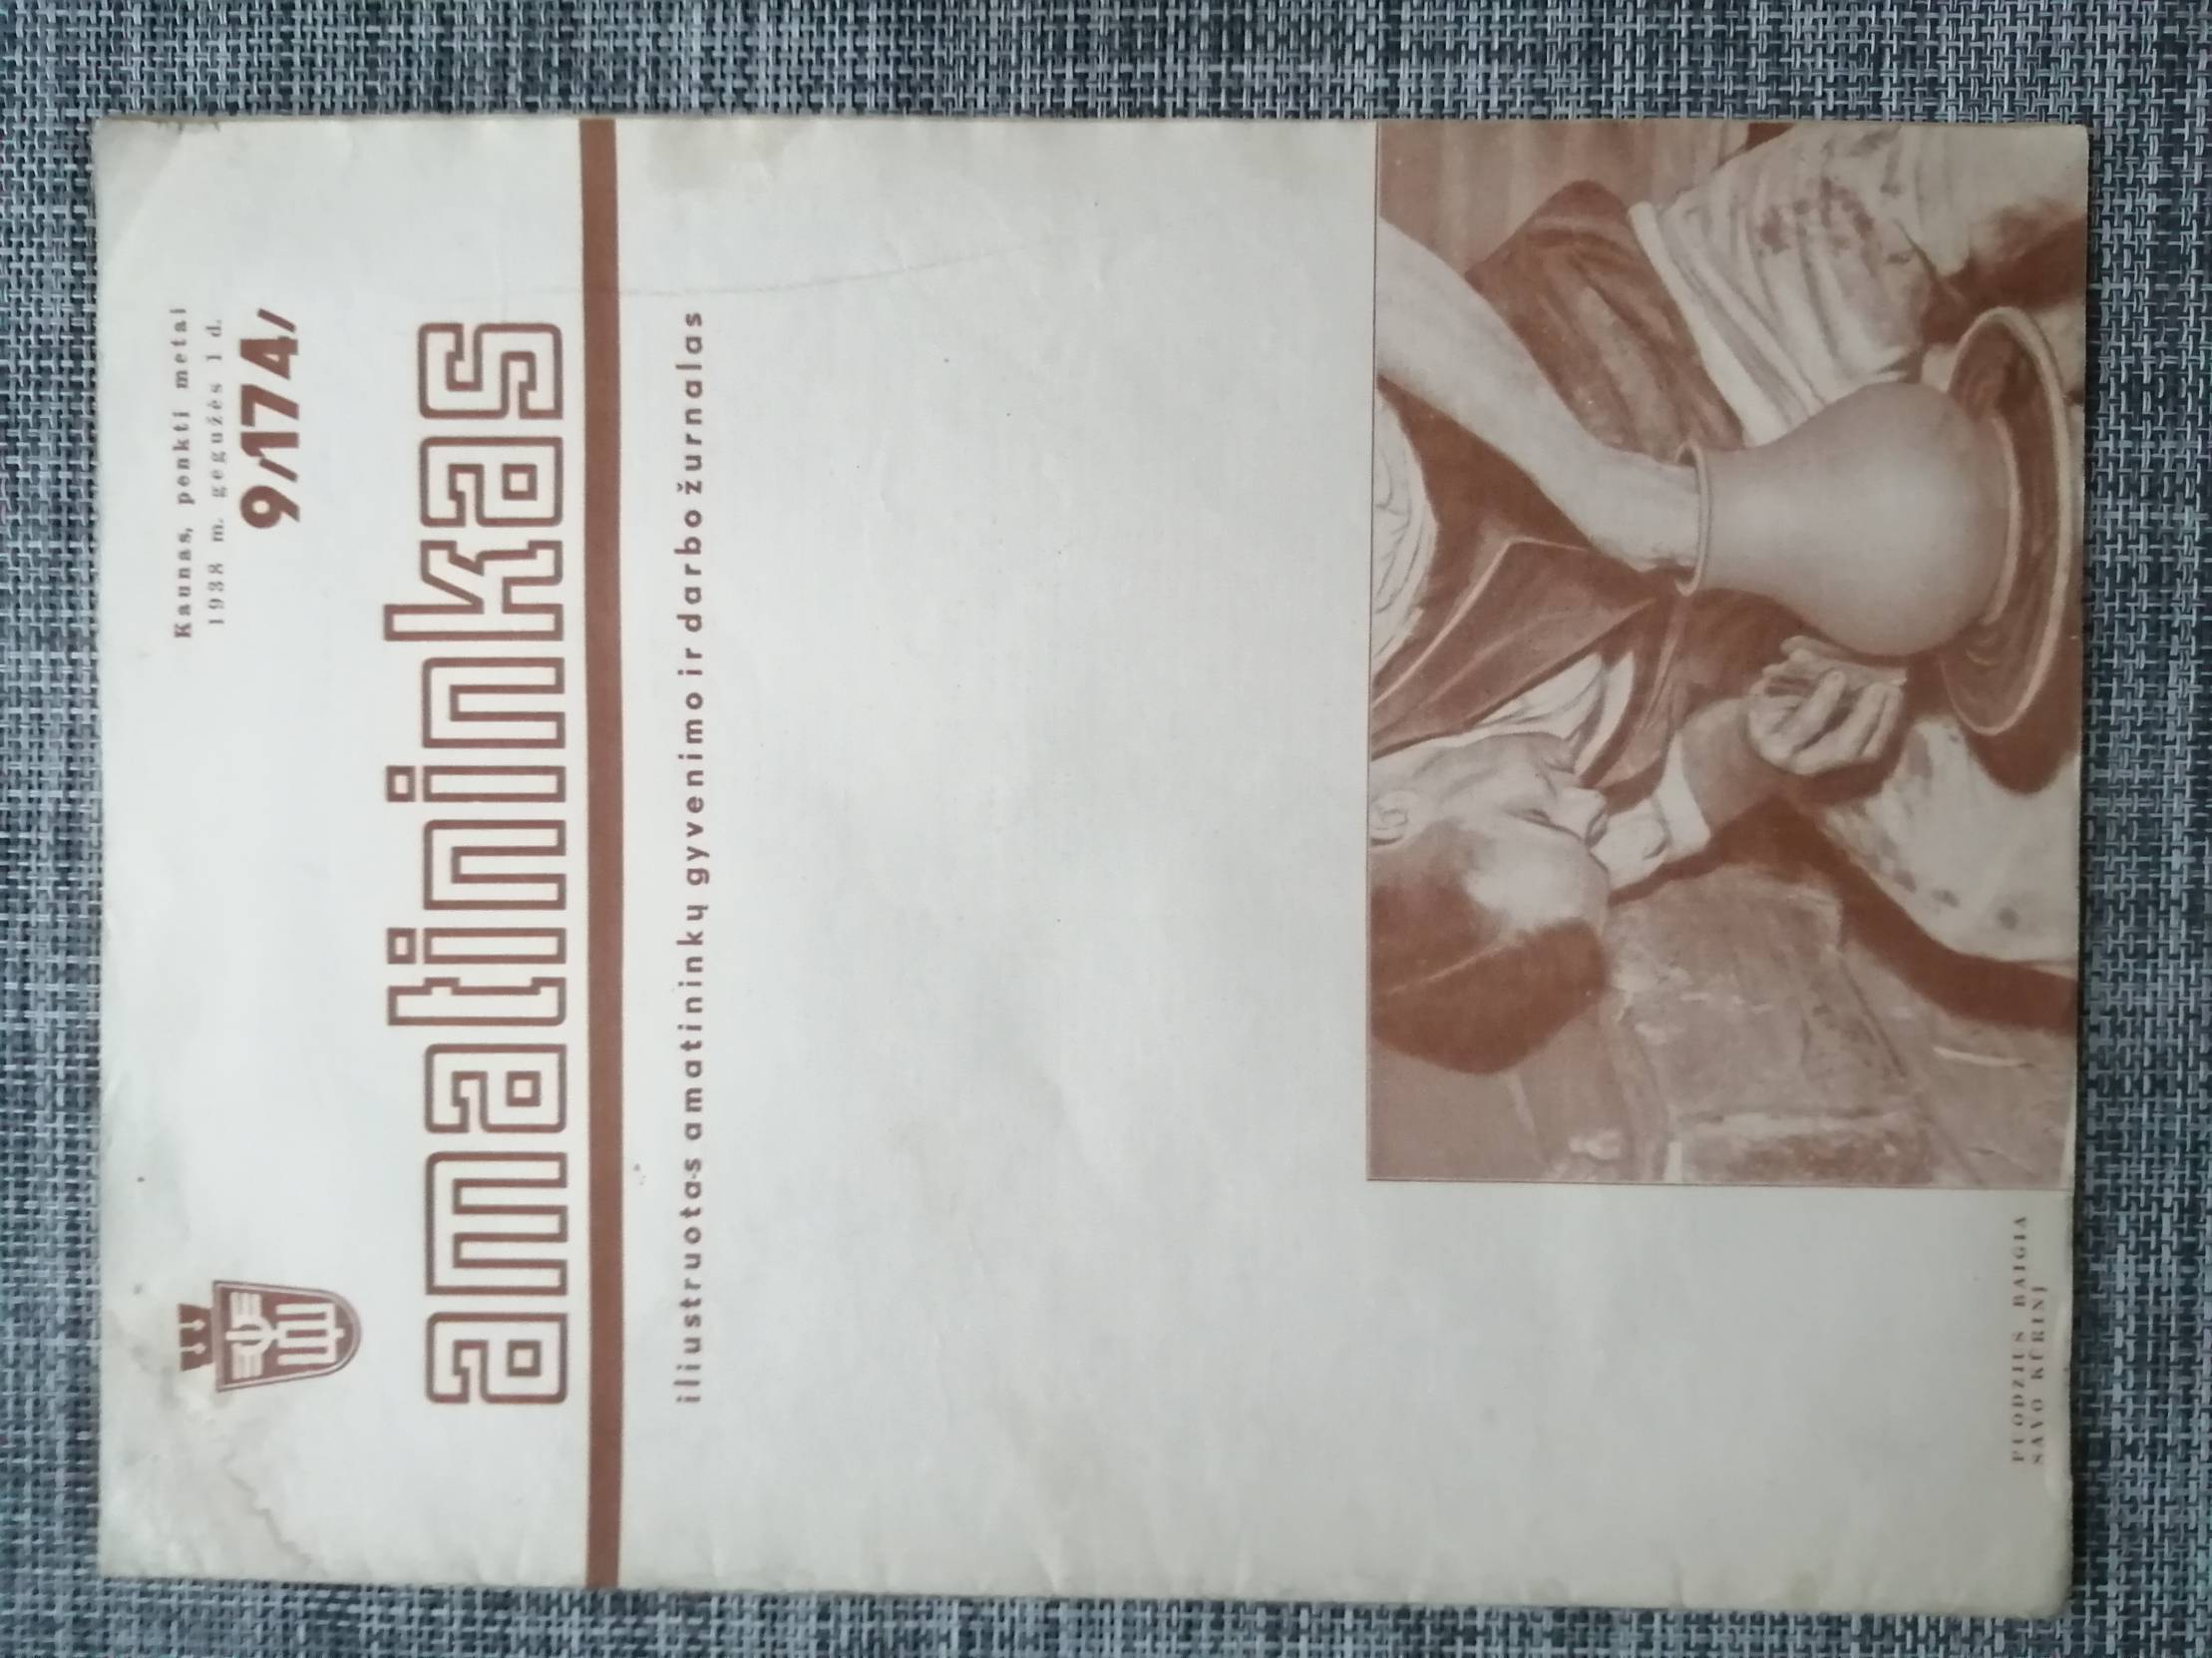 Kaunas, penkti metai
1938 m. gegužės 1 d.
9/174/
amatininkas
iliustruotas amatininkų gyvenimo ir darbo žurnalas
PUODŽIUS BAIGIA
SAVO KŪRINĮ